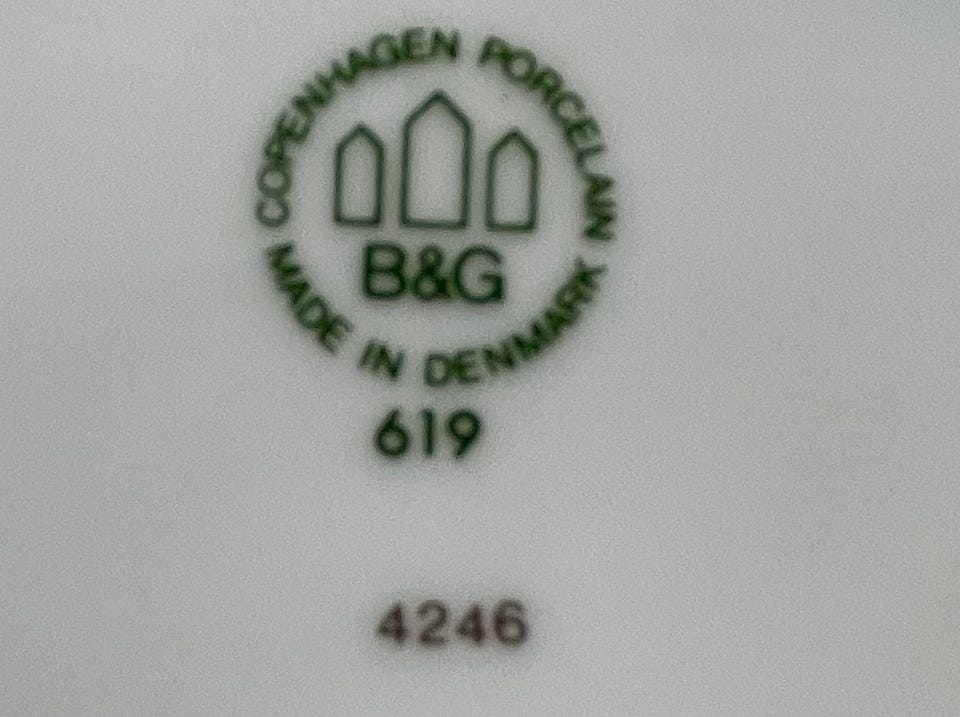 COPENHAGEN PORCELAIN
B&G
MADE IN DENMARK
619
4246